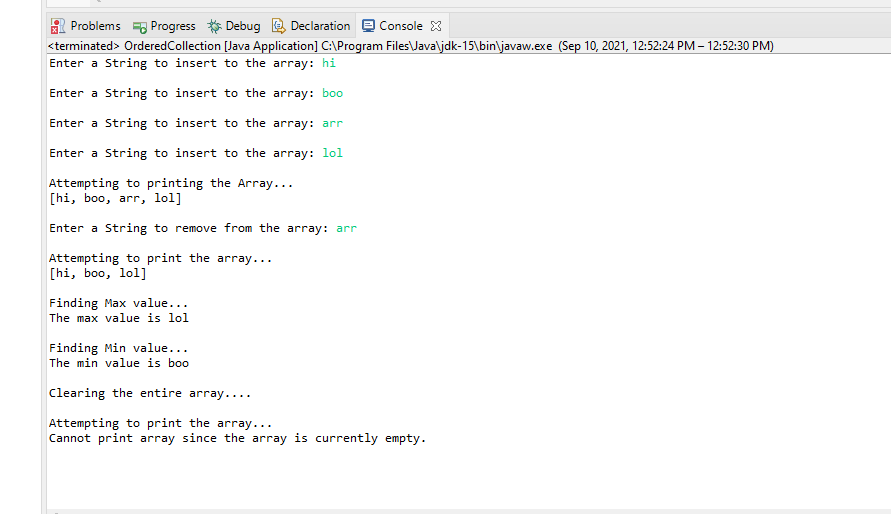 Problems Progress Debug Declaration Console
<terminated> OrderedCollection [Java Application] C:\Program Files\Java\jdk-15\bin\javaw.exe (Sep 10, 2021, 12:52:24 PM – 12:52:30 PM)
Enter a String to insert to the array: hi
Enter a String to insert to the array: boo
Enter a String to insert to the array: arr
Enter a String to insert to the array: lol
Attempting to printing the Array...
[hi, boo, arr, lol]
Enter a String to remove from the array: arr
Attempting to print the array...
[hi, boo, lol]
Finding Max value...
The max value is lol
Finding Min value...
The min value is boo
Clearing the entire array....
Attempting to print the array...
Cannot print array since the array is currently empty.